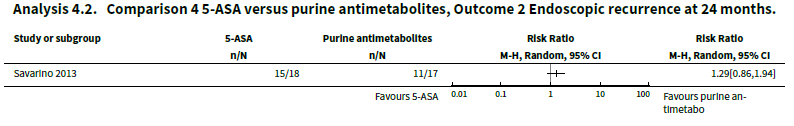 Analysis 4.2. Comparison 4 5-ASA versus purine antimetabolites, Outcome 2 Endoscopic recurrence at 24 months.
Study or subgroup 5-ASA Purine antimetabolites Risk Ratio Risk Ratio
n/N n/N M-H, Random, 95% CI M-H, Random, 95% CI
Savarino 2013 15/18 11/17 1.29[0.86,1.94]
Favours 5-ASA 0.01 0.1 1 10 100 Favours purine an-
timetabo